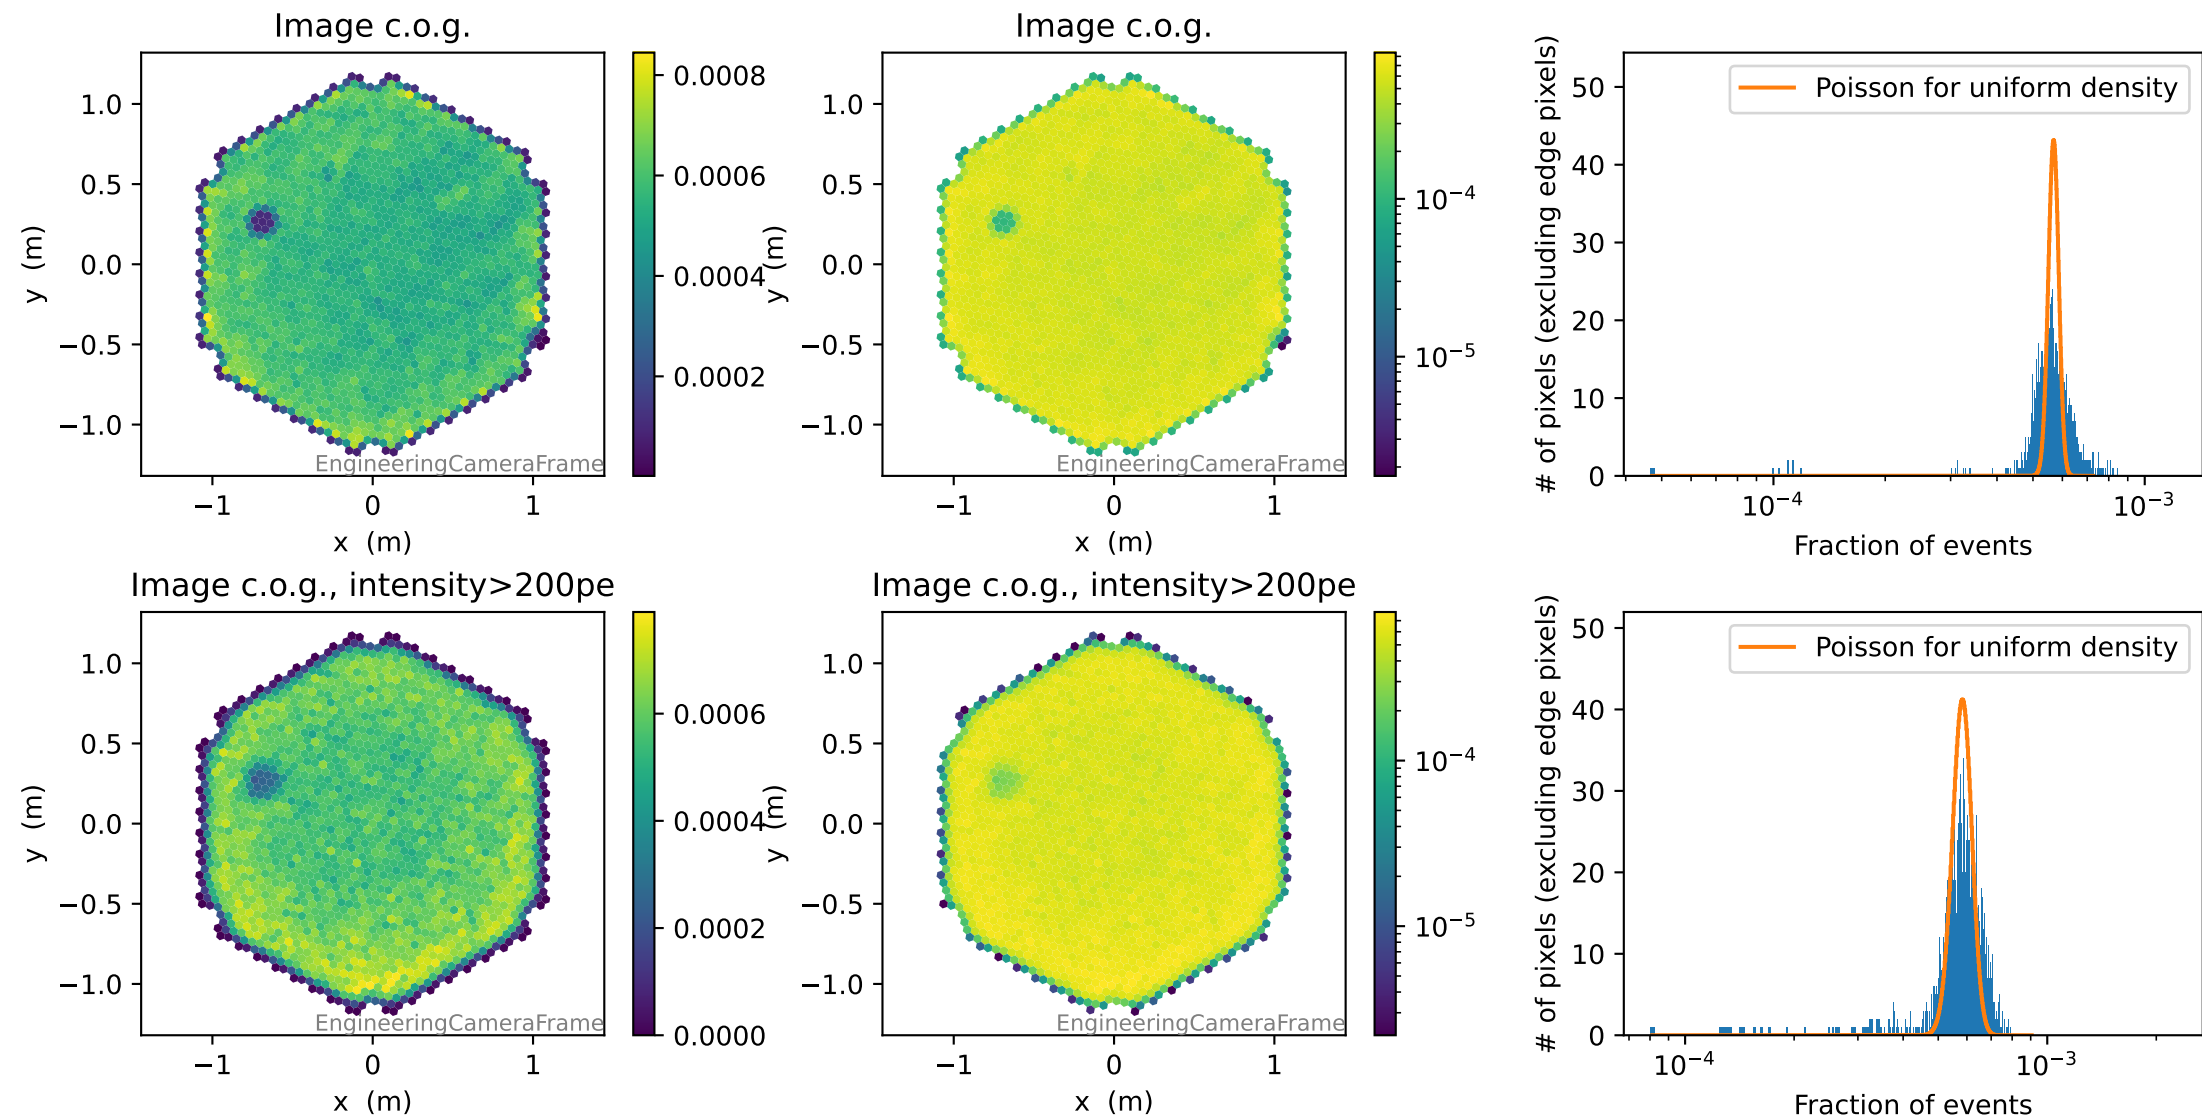 Image c.o.g.
1.0
0.5
0.0
−0.5
−1.0
y (m)
−1
0
1
x (m)
EngineeringCameraFrame
0.0008
0.0006
0.0004
0.0002
Image c.o.g.
1.0
0.5
0.0
−0.5
−1.0
y (m)
−1
0
1
x (m)
EngineeringCameraFrame
10⁻⁴
10⁻⁵
# of pixels (excluding edge pixels)
50
40
30
20
10
0
Poisson for uniform density
10⁻⁴
10⁻³
Fraction of events
Image c.o.g., intensity>200pe
1.0
0.5
0.0
−0.5
−1.0
y (m)
−1
0
1
x (m)
EngineeringCameraFrame
0.0006
0.0004
0.0002
0.0000
Image c.o.g., intensity>200pe
1.0
0.5
0.0
−0.5
−1.0
y (m)
−1
0
1
x (m)
EngineeringCameraFrame
10⁻⁴
10⁻⁵
# of pixels (excluding edge pixels)
50
40
30
20
10
0
Poisson for uniform density
10⁻⁴
10⁻³
Fraction of events